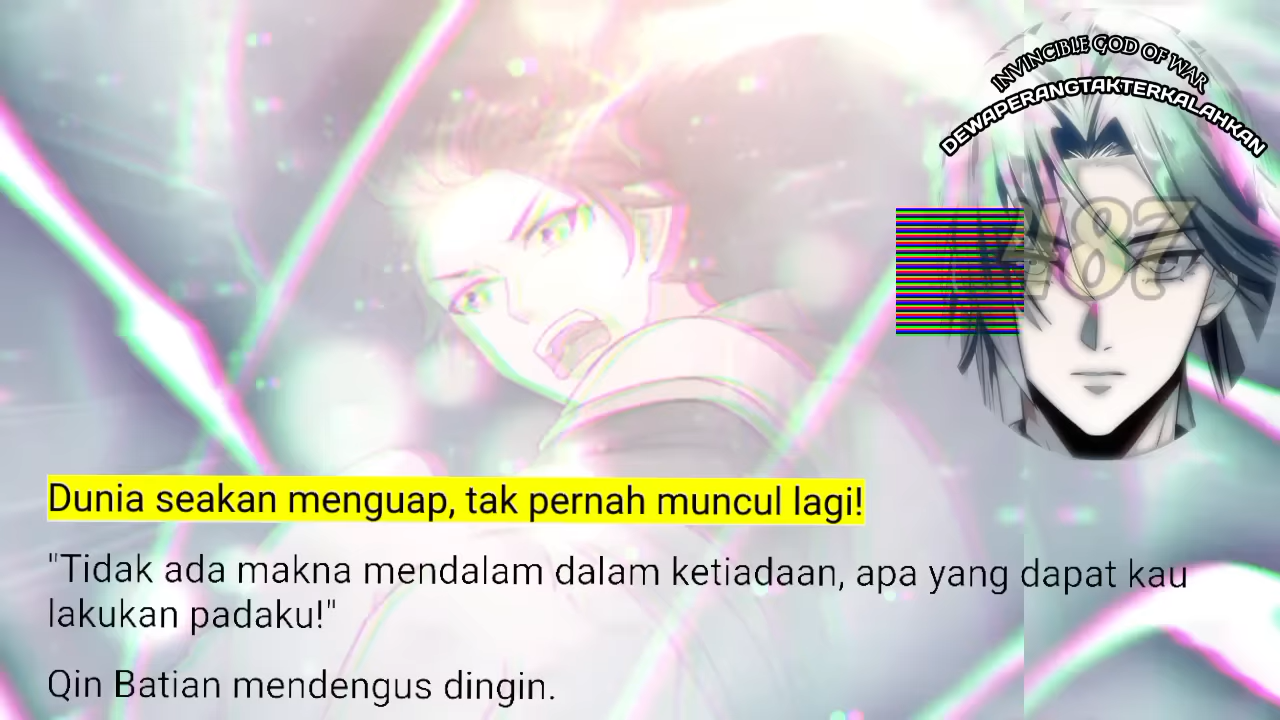 INVINCIBLE GOD OF WAR
DEWAPERANGTAKTERKALAHKAN
487
Dunia seakan menguap, tak pernah muncul lagi!
"Tidak ada makna mendalam dalam ketiadaan, apa yang dapat kau
lakukan padaku!"
Qin Batian mendengus dingin.